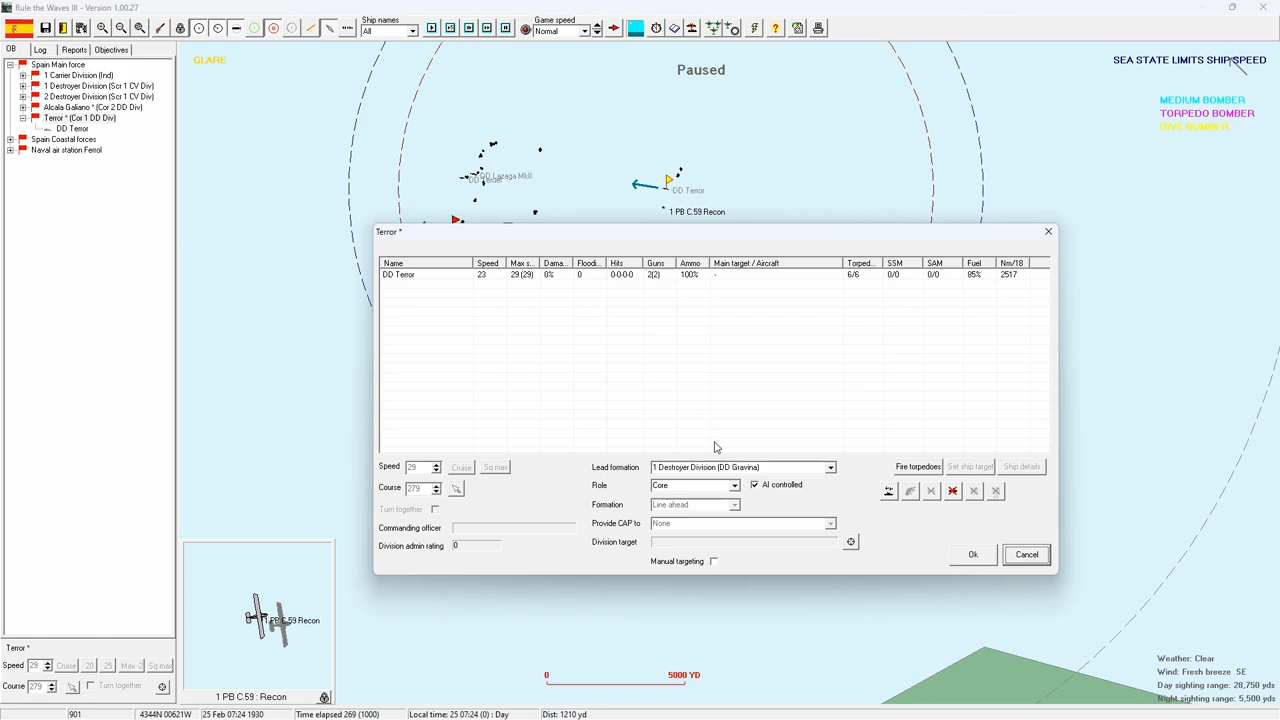 Rule the Waves III - Version 1.00.27
Ship names
All
Game speed
Normal
OB Log Reports Objectives
Spain Main force
1 Carrier Division (Ind)
1 Destroyer Division (Scr 1 CV Div)
2 Destroyer Division (Scr 1 CV Div)
Alcala Galiano * (Cor 2 DD Div)
Terror * (Cor 1 DD Div)
DD Terror
Spain Coastal forces
Naval air station Ferrol
GLARE
Paused
SEA STATE LIMITS SHIP SPEED
MEDIUM BOMBER
TORPEDO BOMBER
DIVE BOMBER
DD Lazaga MkII
DD Terror
1 PB C.59 Recon
Terror *
Name Speed Max s... Dama... Floodi... Hits Guns Ammo Main target / Aircraft Torped... SSM SAM Fuel Nm/18
DD Terror 23 29 (29) 0% 0 0-0-0-0 2(2) 100% - 6/6 0/0 0/0 85% 2517
Speed 29 Cruise Sq max
Course 279
Turn together
Commanding officer
Division admin rating 0
Lead formation 1 Destroyer Division (DD Gravina)
Role Core AI controlled
Formation Line ahead
Provide CAP to None
Division target
Manual targeting
Fire torpedoes Set ship target Ship details
Ok Cancel
1 PB C.59 Recon
1 PB C.59 : Recon
Terror *
Speed 29 Cruise 20 25 Max -2 Sq max
Course 279 Turn together
0 5000 YD
Weather: Clear
Wind: Fresh breeze SE
Day sighting range: 28,750 yds
Night sighting range: 5,500 yds
901 4344N 00621W 25 Feb 07:24 1930 Time elapsed 269 (1000) Local time: 25 07:24 (0) : Day Dist: 1210 yd